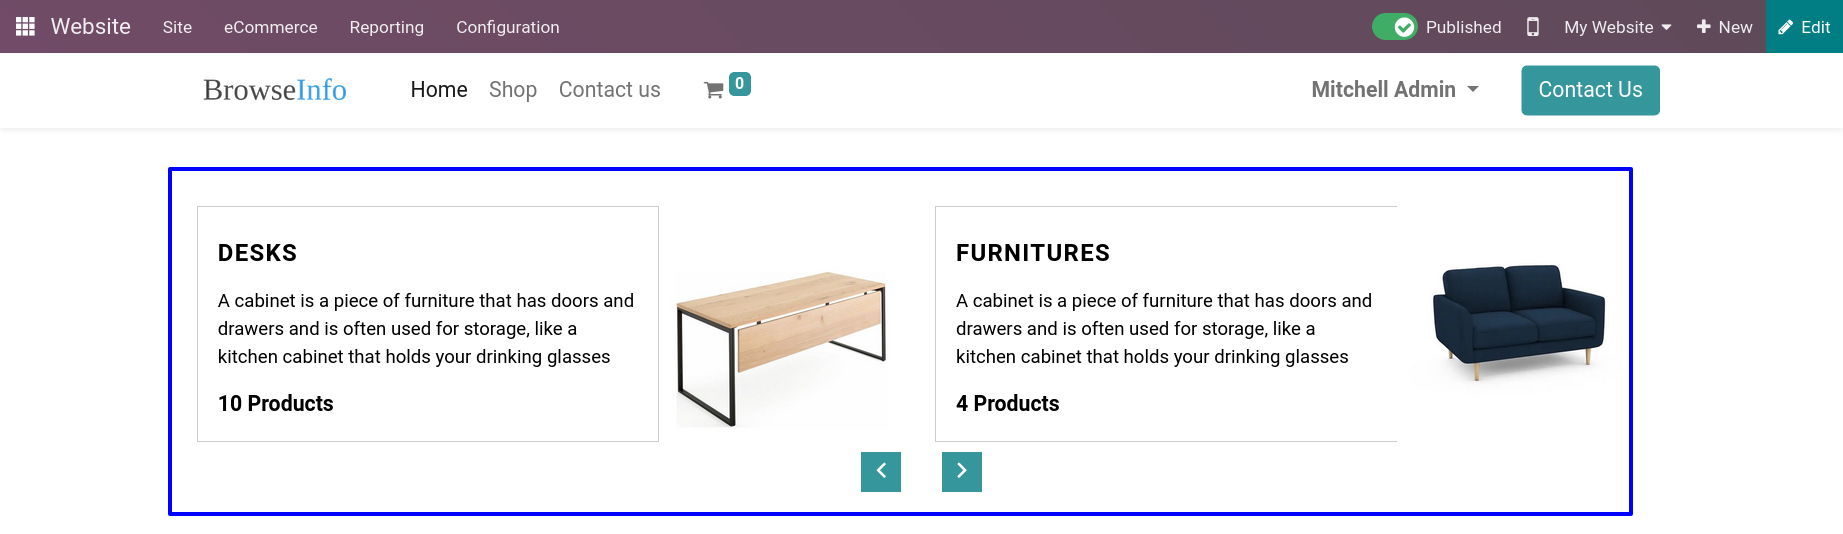 Website Site eCommerce Reporting Configuration Published My Website New Edit
BrowseInfo Home Shop Contact us 0 Mitchell Admin Contact Us
DESKS
A cabinet is a piece of furniture that has doors and
drawers and is often used for storage, like a
kitchen cabinet that holds your drinking glasses
10 Products
FURNITURES
A cabinet is a piece of furniture that has doors and
drawers and is often used for storage, like a
kitchen cabinet that holds your drinking glasses
4 Products